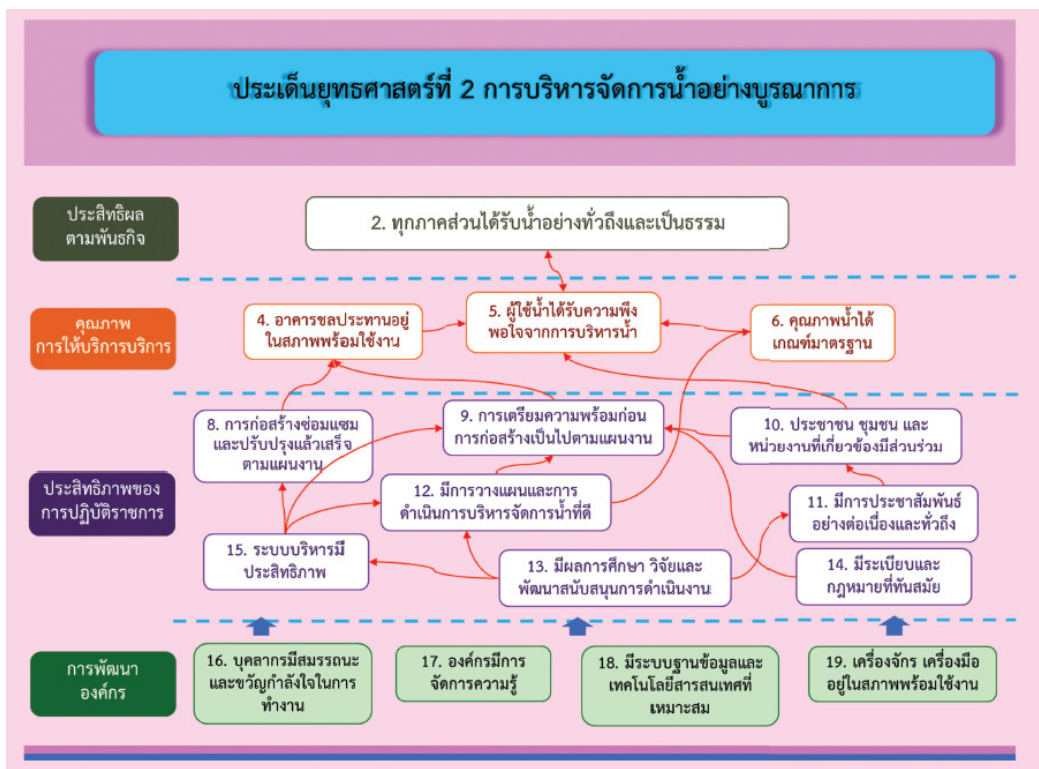 ประเด็นยุทธศาสตร์ที่ 2 การบริหารจัดการน้ำอย่างบูรณาการ
ประสิทธิผล
ตามพันธกิจ
2. ทุกภาคส่วนได้รับน้ำอย่างทั่วถึงและเป็นธรรม
คุณภาพ
การให้บริการบริการ
4. อาคารชลประทานอยู่
ในสภาพพร้อมใช้งาน
5. ผู้ใช้น้ำได้รับความพึง
พอใจจากการบริหารน้ำ
6. คุณภาพน้ำได้
เกณฑ์มาตรฐาน
ประสิทธิภาพของ
การปฏิบัติราชการ
8. การก่อสร้างซ่อมแซม
และปรับปรุงแล้วเสร็จ
ตามแผนงาน
9. การเตรียมความพร้อมก่อน
การก่อสร้างเป็นไปตามแผนงาน
10. ประชาชน ชุมชน และ
หน่วยงานที่เกี่ยวข้องมีส่วนร่วม
12. มีการวางแผนและการ
ดำเนินการบริหารจัดการน้ำที่ดี
11. มีการประชาสัมพันธ์
อย่างต่อเนื่องและทั่วถึง
15. ระบบบริหารมี
ประสิทธิภาพ
13. มีผลการศึกษา วิจัยและ
พัฒนาสนับสนุนการดำเนินงาน
14. มีระเบียบและ
กฎหมายที่ทันสมัย
การพัฒนา
องค์กร
16. บุคลากรมีสมรรถนะ
และขวัญกำลังใจในการ
ทำงาน
17. องค์กรมีการ
จัดการความรู้
18. มีระบบฐานข้อมูลและ
เทคโนโลยีสารสนเทศที่
เหมาะสม
19. เครื่องจักร เครื่องมือ
อยู่ในสภาพพร้อมใช้งาน